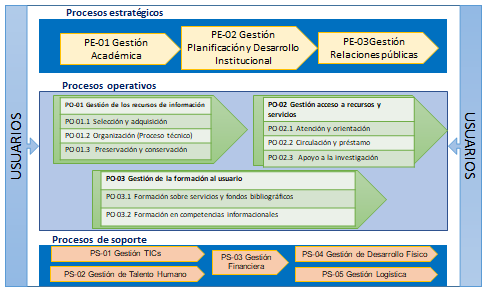 Procesos estratégicos
PE-01 Gestión
Académica
PE-02 Gestión
Planificación y Desarrollo
Institucional
PE-03Gestión
Relaciones públicas
USUARIOS
USUARIOS
Procesos operativos
PO-01 Gestión de los recursos de información
PO 01.1 Selección y adquisición
PO 01.2 Organización (Proceso técnico)
PO 01.3 Preservación y conservación
PO-02 Gestión acceso a recursos y
servicios
PO-02.1 Atención y orientación
PO-02.2 Circulación y préstamo
PO-02.3 Apoyo a la investigación
PO-03 Gestión de la formación al usuario
PO-03.1 Formación sobre servicios y fondos bibliográficos
PO-03.2 Formación en competencias informacionales
Procesos de soporte
PS-01 Gestión TICs
PS-02 Gestión de Talento Humano
PS-03 Gestión
Financiera
PS-04 Gestión de Desarrollo Físico
PS-05 Gestión Logística